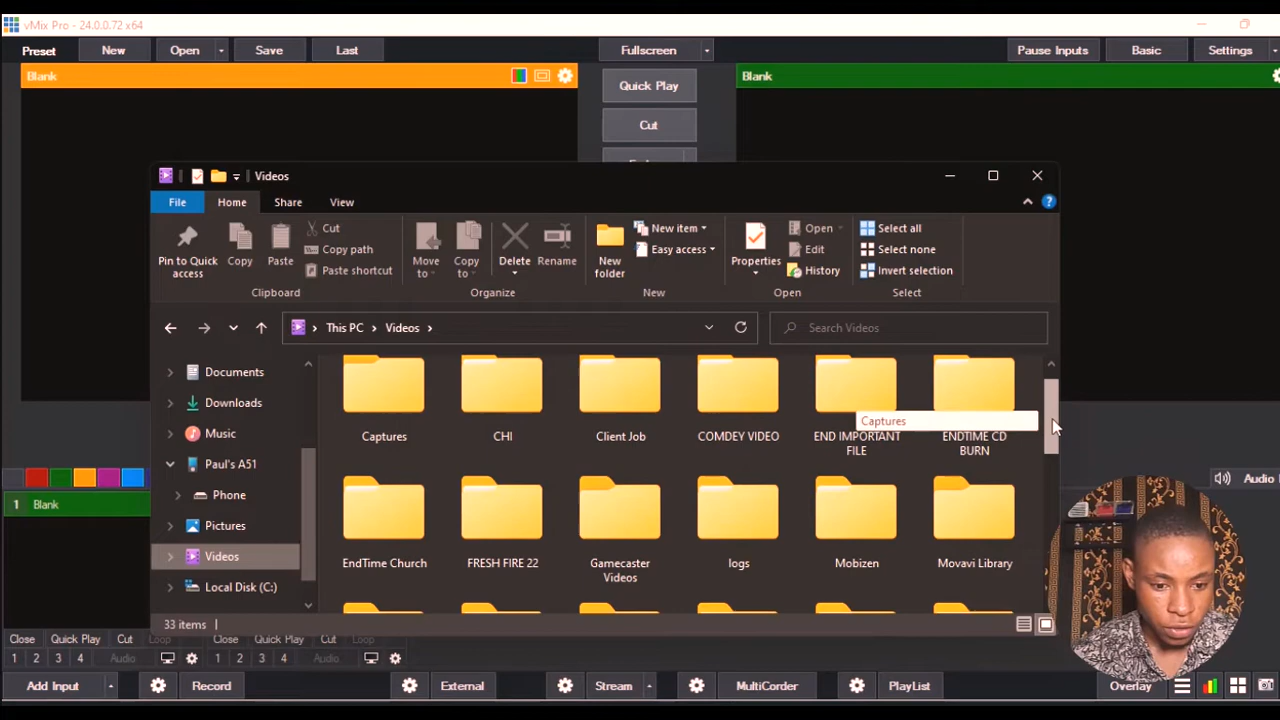 vMix Pro - 24.0.0.72 x64
Preset New Open Save Last Fullscreen Pause Inputs Basic Settings
Blank Blank
Quick Play
Cut
Videos
File Home Share View
Pin to Quick access
Copy
Paste
Cut
Copy path
Paste shortcut
Clipboard
Move to
Copy to
Delete
Rename
Organize
New folder
New item
Easy access
New
Properties
Open
Edit
History
Open
Select all
Select none
Invert selection
Select
This PC Videos
Search Videos
Documents
Downloads
Music
Paul's A51
Phone
Pictures
Videos
Local Disk (C:)
Captures
CHI
Client Job
COMDEY VIDEO
END IMPORTANT FILE
ENDTIME CD BURN
Captures
EndTime Church
FRESH FIRE 22
Gamecaster Videos
logs
Mobizen
Movavi Library
33 items
1 Blank
Audio
Close Quick Play Cut Loop Close Quick Play Cut Loop
1 2 3 4 Audio 1 2 3 4 Audio
Add Input Record External Stream MultiCorder PlayList Overlay